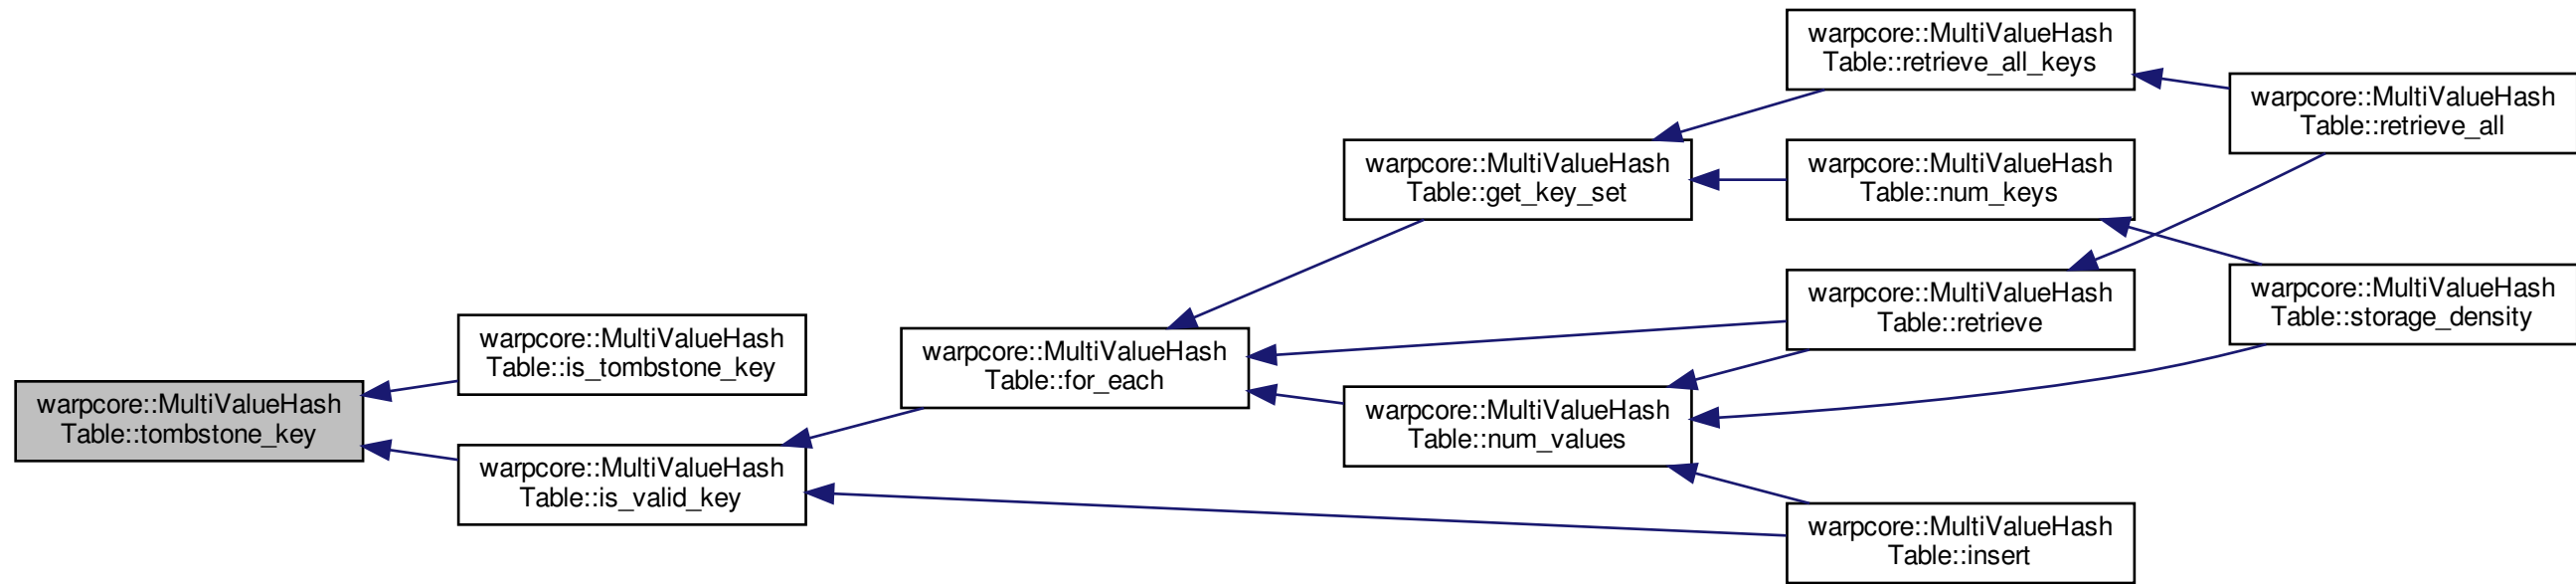 warpcore::MultiValueHash
Table::tombstone_key
warpcore::MultiValueHash
Table::is_tombstone_key
warpcore::MultiValueHash
Table::is_valid_key
warpcore::MultiValueHash
Table::for_each
warpcore::MultiValueHash
Table::get_key_set
warpcore::MultiValueHash
Table::num_values
warpcore::MultiValueHash
Table::retrieve_all_keys
warpcore::MultiValueHash
Table::num_keys
warpcore::MultiValueHash
Table::retrieve
warpcore::MultiValueHash
Table::insert
warpcore::MultiValueHash
Table::retrieve_all
warpcore::MultiValueHash
Table::storage_density